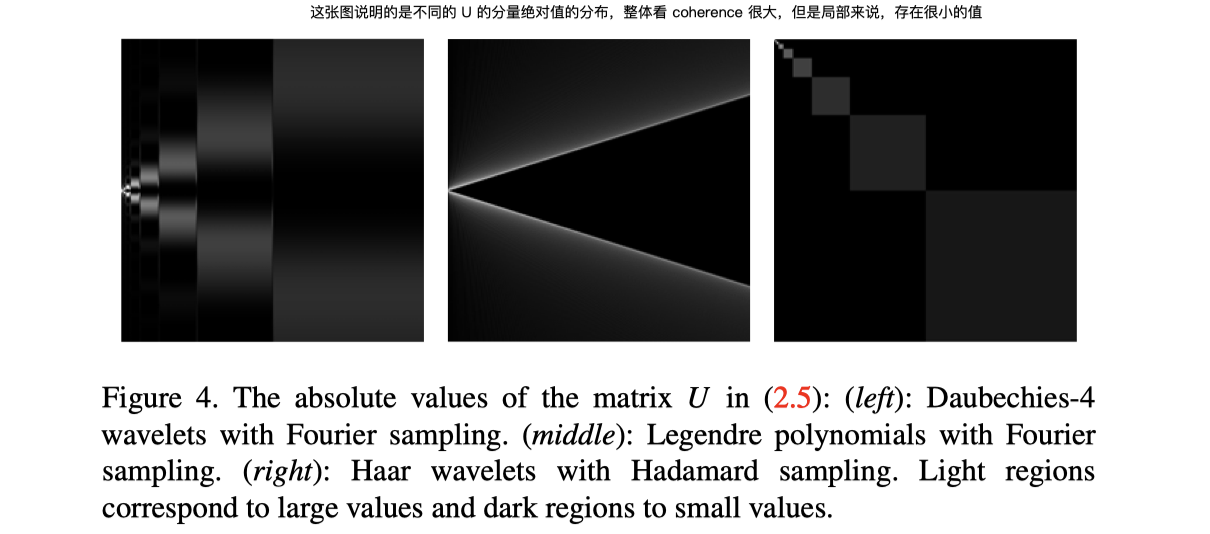 这张图说明的是不同的 U 的分量绝对值的分布，整体看 coherence 很大，但是局部来说，存在很小的值
Figure 4. The absolute values of the matrix U in (2.5): (left): Daubechies-4
wavelets with Fourier sampling. (middle): Legendre polynomials with Fourier
sampling. (right): Haar wavelets with Hadamard sampling. Light regions
correspond to large values and dark regions to small values.